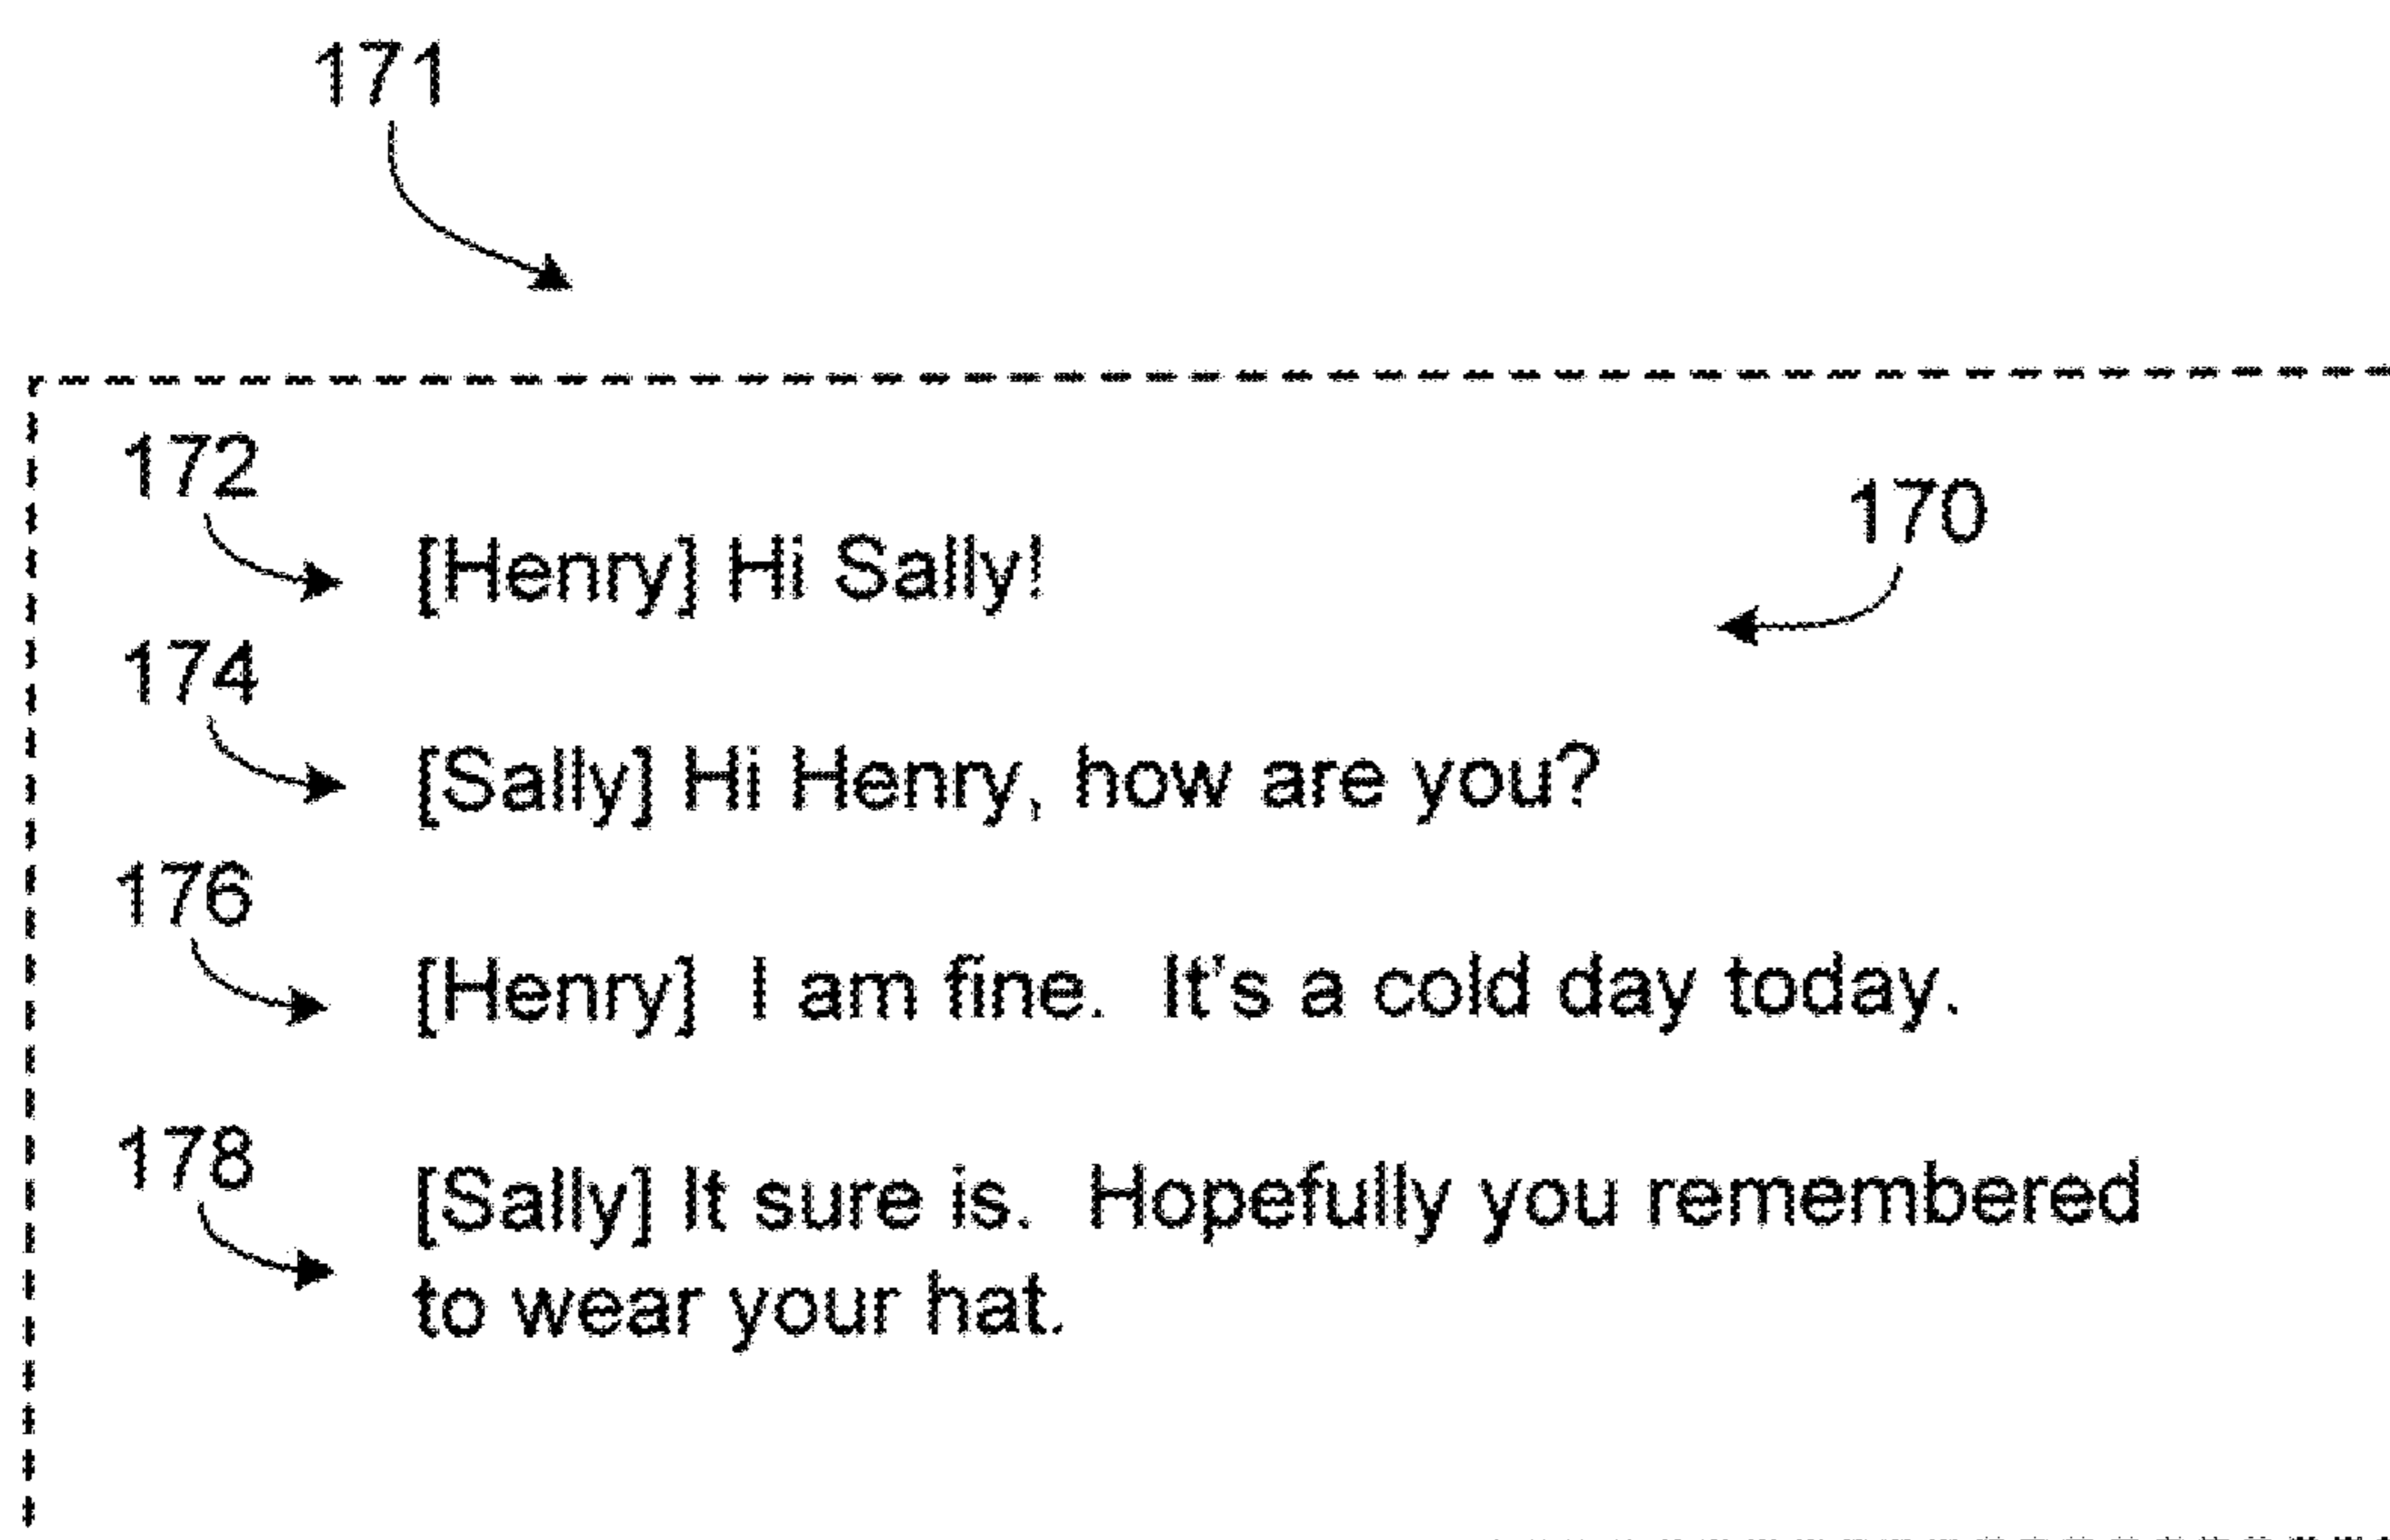 171
172
170
[Henry] Hi Sally!
174
[Sally] Hi Henry, how are you?
176
[Henry]  I am fine.  It's a cold day today.
178
[Sally] It sure is.  Hopefully you remembered
to wear your hat.